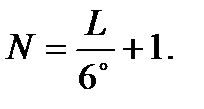 N = L/6° + 1.